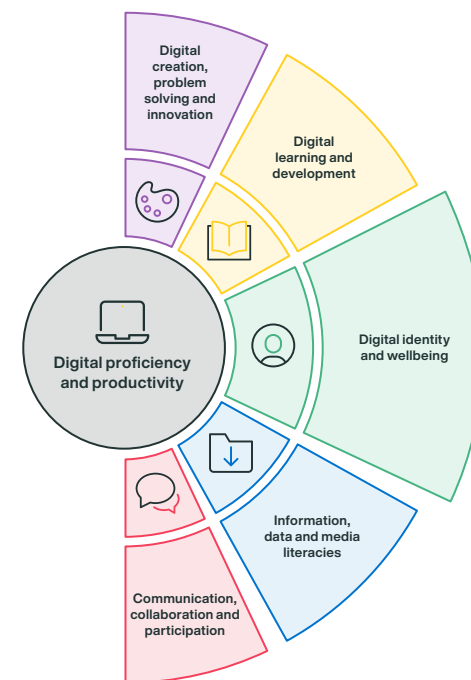 Digital
creation,
problem
solving and
innovation
Digital
learning and
development
Digital identity
and wellbeing
Digital proficiency
and productivity
Information,
data and media
literacies
Communication,
collaboration and
participation